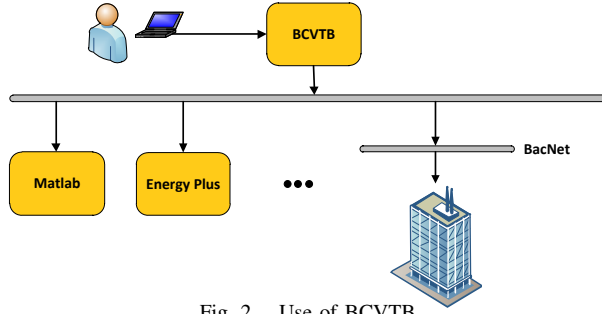 BCVTB
BacNet
Matlab
Energy Plus
Fig. 2. Use of BCVTB